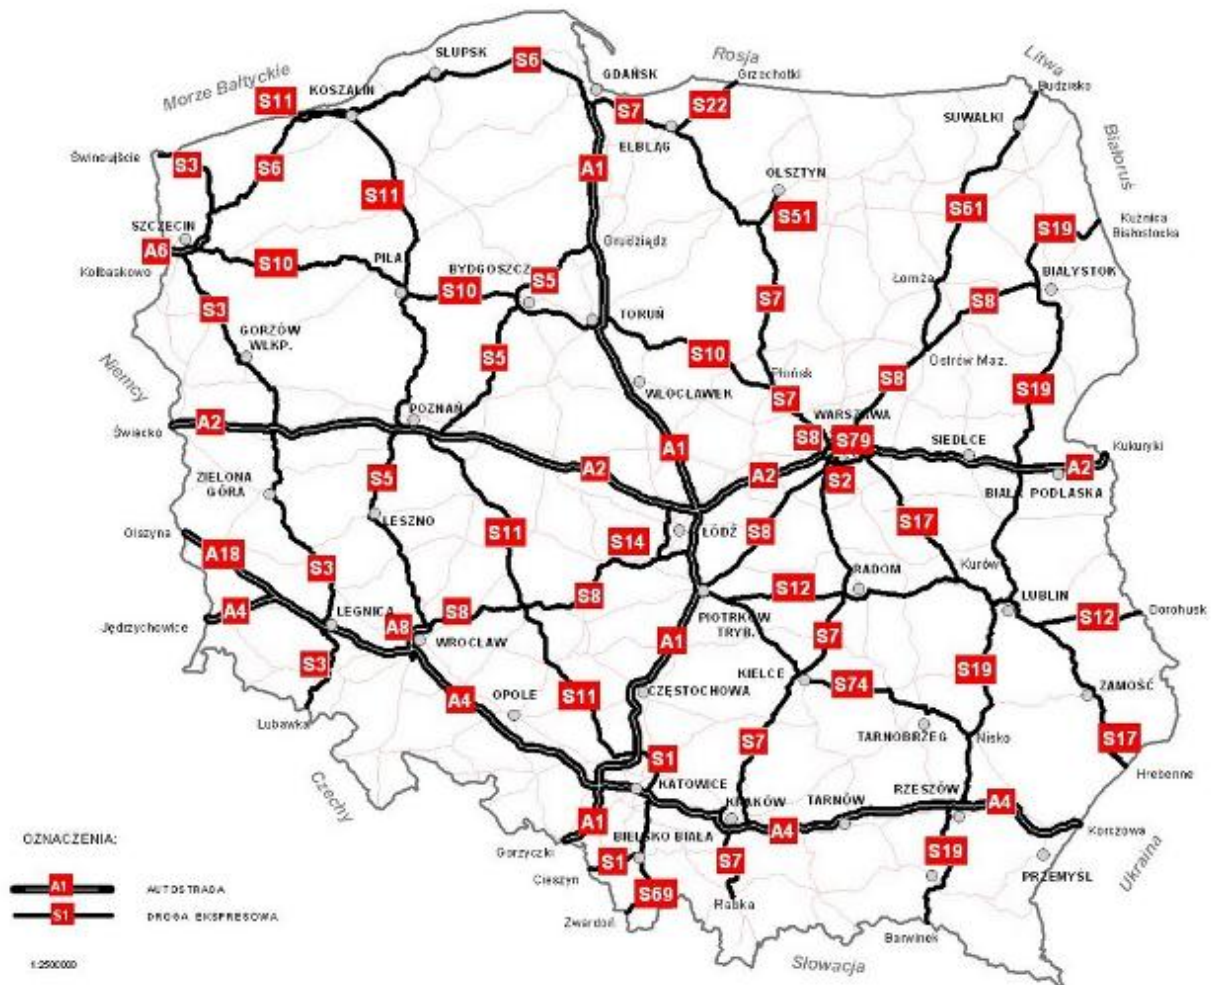 Rosja
Litwa
SŁUPSK
S6
Morze Bałtyckie
GDAŃSK
Grzechotki
Budzisko
S11
KOSZALIN
S7
S22
SUWAŁKI
Białoruś
Świnoujście
S3
S6
A1
ELBLĄG
OLSZTYN
S11
S51
S61
SZCZECIN
A6
S19
Kuźnica
Białostocka
Kołbaskowo
S10
PIŁA
BYDGOSZCZ
Grudziądz
Łomża
BIAŁYSTOK
S10
S5
S7
S8
S3
GORZÓW
WLKP.
TORUŃ
S5
S10
Ostrów Maz.
Niemcy
WŁOCŁAWEK
Płńsk
S8
S19
S7
POZNAŃ
WARSZAWA
Świecko
A2
S8
S79
SIEDLCE
Kukuryki
A1
A2
A2
A2
S5
S2
BIAŁA PODLASKA
ZIELONA
GÓRA
LESZNO
S11
S17
Olszyna
ŁÓDŹ
S8
S14
A18
S3
Kurów
RADOM
S12
S8
S8
LUBLIN
A4
LEGNICA
PIOTRKÓW
TRYB.
S12
Dorohusk
Jędrzychowice
A8
WROCŁAW
A1
S7
S3
KIELCE
S74
S19
A4
OPOLE
S11
CZĘSTOCHOWA
ZAMOŚĆ
Lubawka
TARNOBRZEG
Nisko
S7
S17
S1
Hrebenne
Czechy
KATOWICE
KRAKÓW
TARNÓW
RZESZÓW
A4
A1
A4
Korczowa
OZNACZENIA:
BIELSKO BIAŁA
Gorzyczki
S1
S7
S19
Ukraina
Cieszyn
PRZEMYŚL
A1
AUTOSTRADA
S69
Rabka
S1
DROGA EKSPRESOWA
Zwardoń
Barwinek
1:2500000
Słowacja